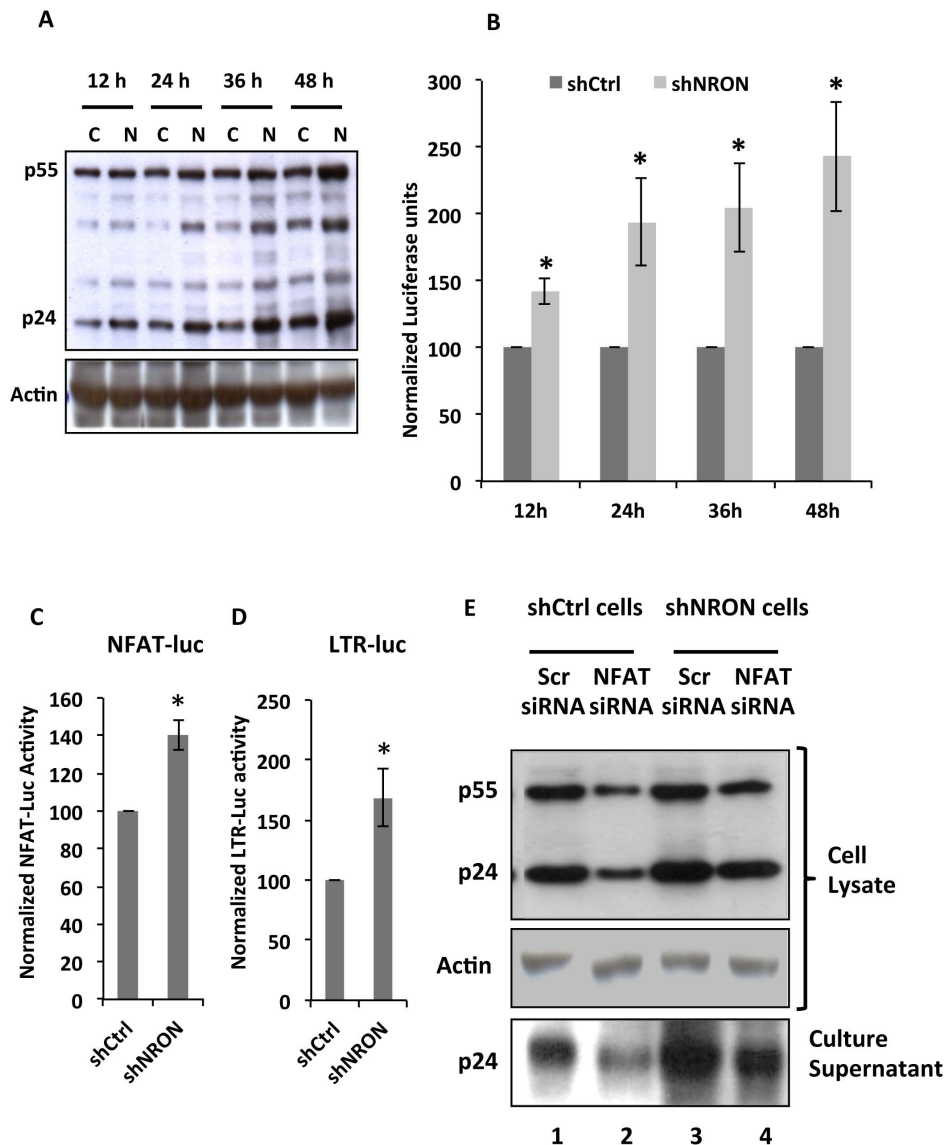 A
12 h 24 h 36 h 48 h
C N C N C N C N
p55
p24
Actin
B
shCtrl shNRON
Normalized Luciferase units
300
250
200
150
100
50
0
* * * *
12h 24h 36h 48h
C
NFAT-luc
Normalized NFAT-Luc Activity
160
140
120
100
80
60
40
20
0
*
shCtrl shNRON
D
LTR-luc
Normalized LTR-Luc activity
250
200
150
100
50
0
*
shCtrl shNRON
E
shCtrl cells shNRON cells
Scr NFAT Scr NFAT
siRNA siRNA siRNA siRNA
p55
p24
Cell
Lysate
Actin
p24
Culture
Supernatant
1 2 3 4